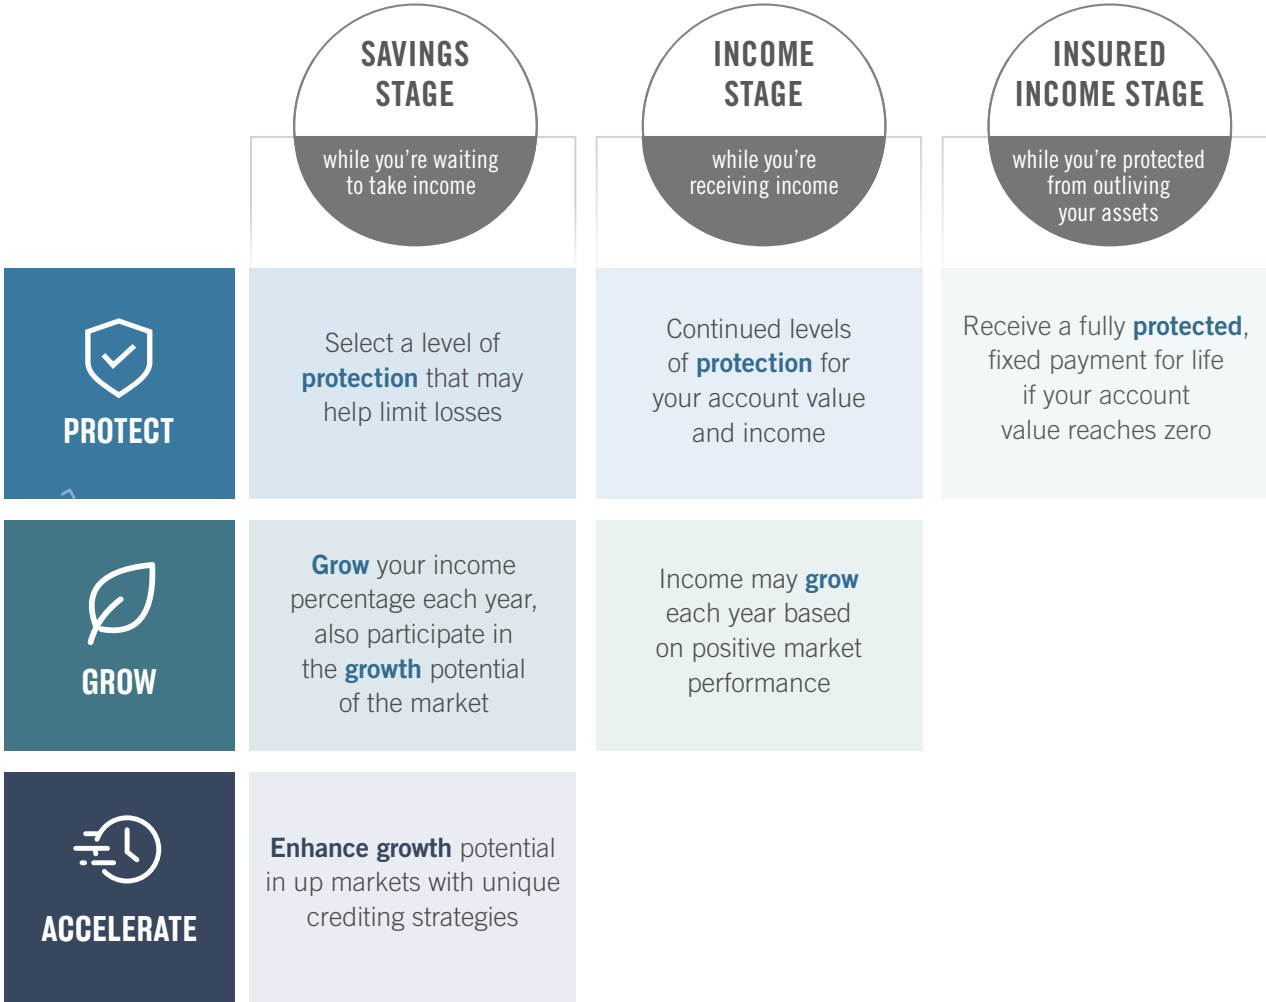 SAVINGS
STAGE
while you're waiting
to take income
INCOME
STAGE
while you're
receiving income
INSURED
INCOME STAGE
while you're protected
from outliving
your assets
PROTECT
Select a level of
protection that may
help limit losses
Continued levels
of protection for
your account value
and income
Receive a fully protected,
fixed payment for life
if your account
value reaches zero
GROW
Grow your income
percentage each year,
also participate in
the growth potential
of the market
Income may grow
each year based
on positive market
performance
ACCELERATE
Enhance growth potential
in up markets with unique
crediting strategies